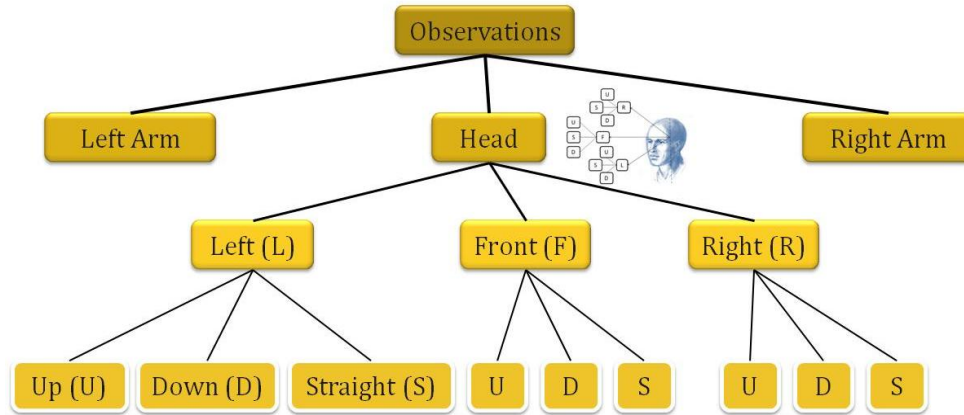 Observations
Left Arm
Head
Right Arm
U
S R
D
U
S F
D
U
S L
D
Left (L)
Front (F)
Right (R)
Up (U)
Down (D)
Straight (S)
U
D
S
U
D
S